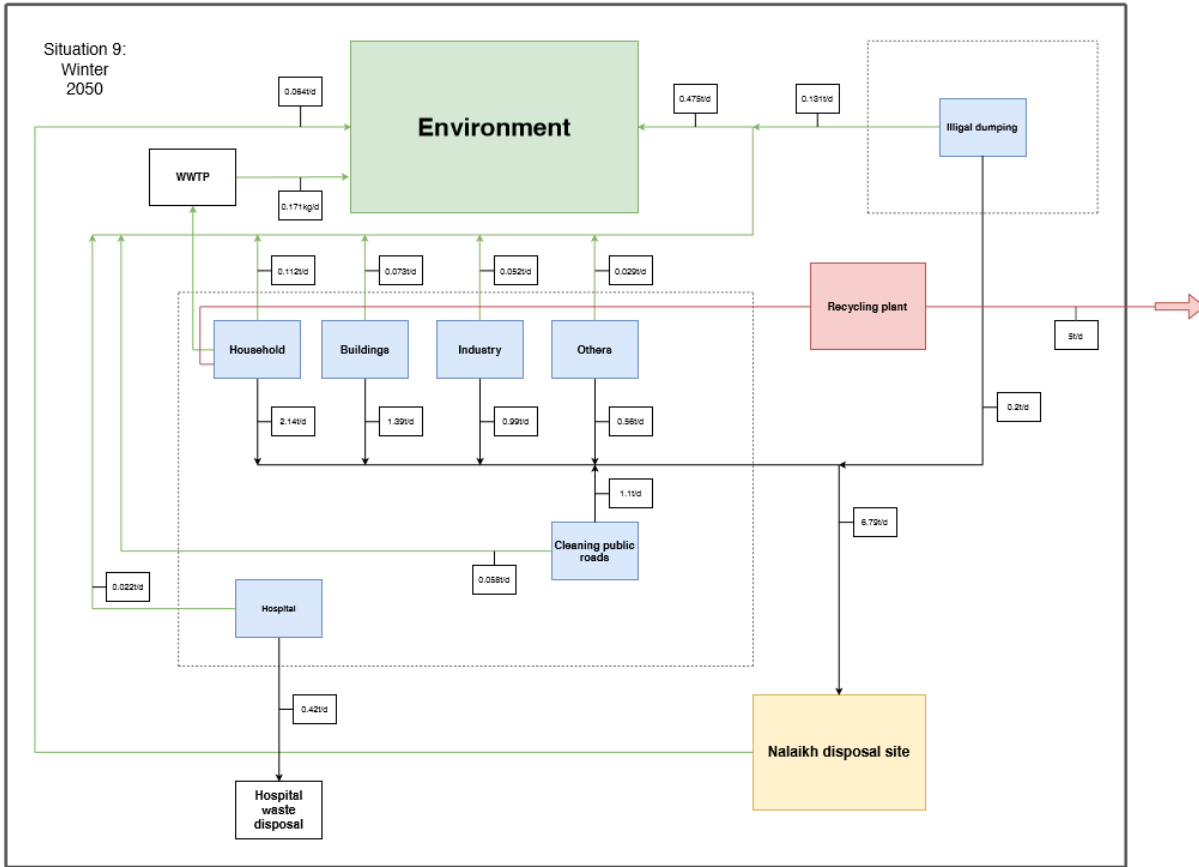 Situation 9:
Winter
2050
0.064t/d
Environment
0.475t/d
0.131t/d
Illigal dumping
WWTP
0.171kg/d
0.112t/d
0.073t/d
0.052t/d
0.029t/d
Recycling plant
5t/d
Household
Buildings
Industry
Others
2.14t/d
1.39t/d
0.99t/d
0.56t/d
0.2t/d
1.1t/d
6.79t/d
Cleaning public
roads
0.058t/d
0.022t/d
Hospital
0.42t/d
Nalaikh disposal site
Hospital
waste
disposal